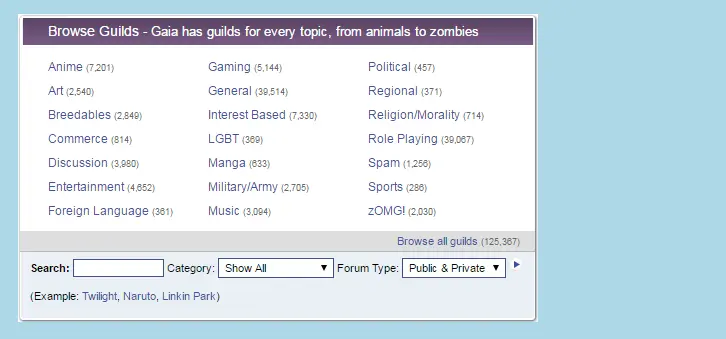 Browse Guilds - Gaia has guilds for every topic, from animals to zombies
Anime (7,201) Gaming (5,144) Political (457)
Art (2,540) General (39,514) Regional (371)
Breedables (2,849) Interest Based (7,330) Religion/Morality (714)
Commerce (814) LGBT (369) Role Playing (39,067)
Discussion (3,980) Manga (633) Spam (1,256)
Entertainment (4,652) Military/Army (2,705) Sports (286)
Foreign Language (361) Music (3,094) zOMG! (2,030)
Browse all guilds (125,367)
Search: Category: Show All Forum Type: Public & Private
(Example: Twilight, Naruto, Linkin Park)